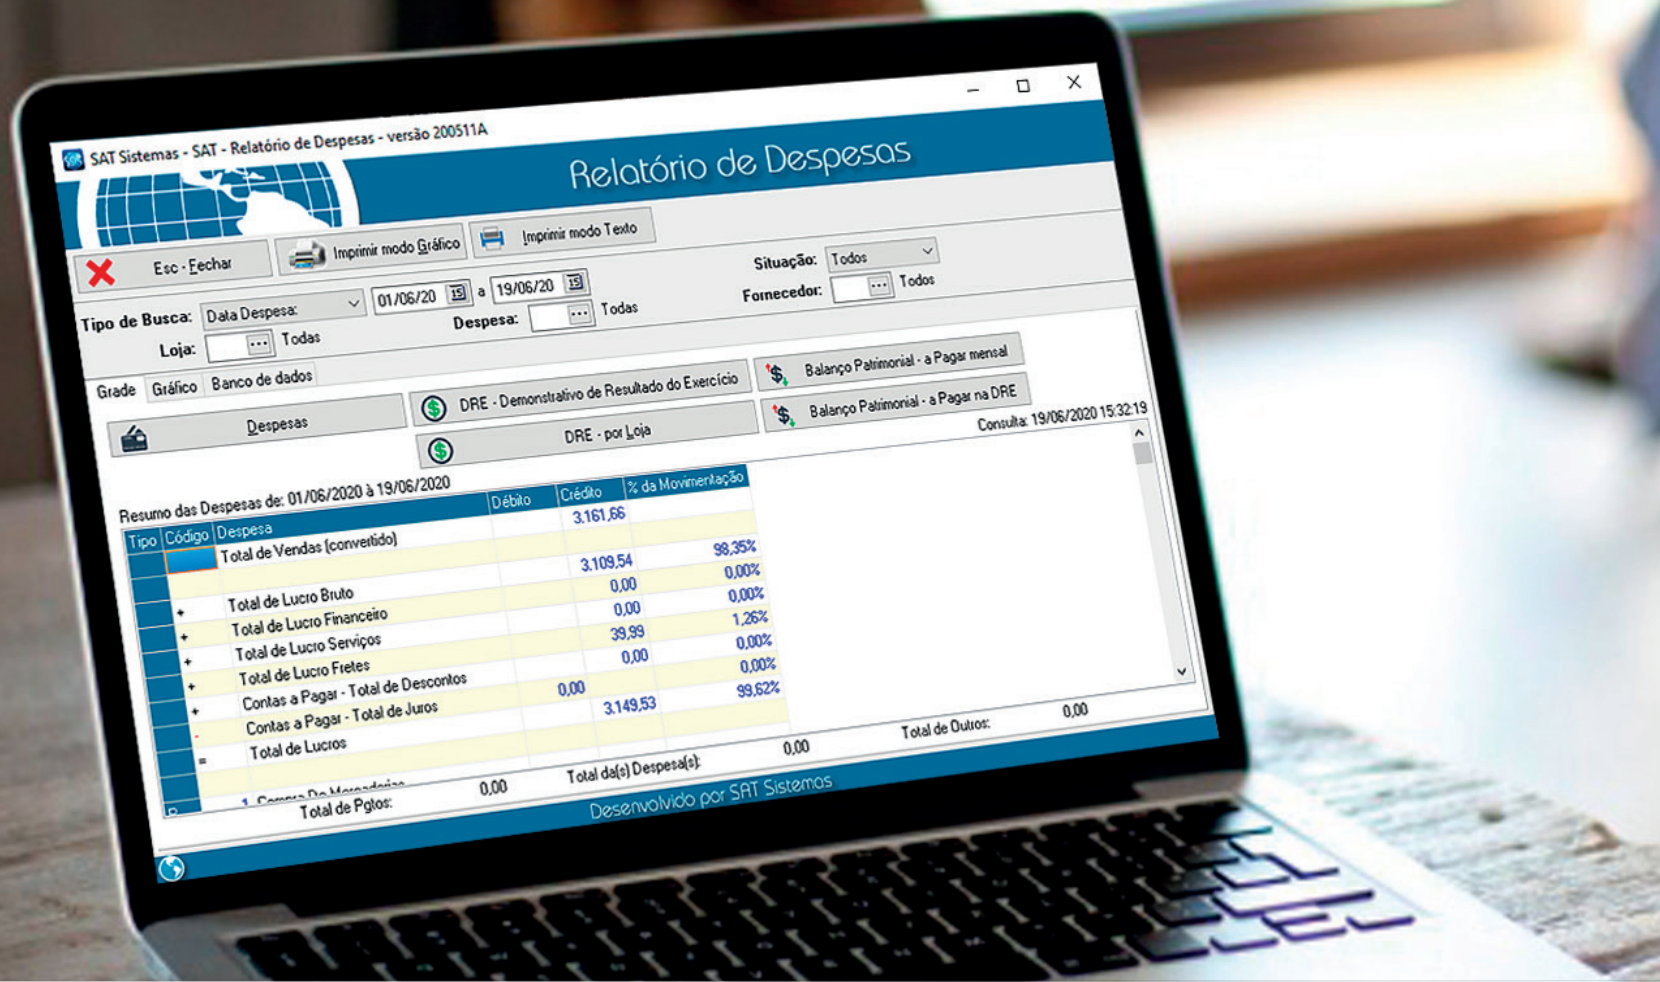 SAT Sistemas - SAT - Relatório de Despesas - versão 200511A
Relatório de Despesas
Esc - Fechar
Imprimir modo Gráfico
Imprimir modo Texto
Tipo de Busca: Data Despesa: 01/06/20 15 a 19/06/20 15 Situação: Todos
Loja: ... Todas Despesa: ... Todas Fornecedor: ... Todos
Grade Gráfico Banco de dados
Despesas
DRE - Demonstrativo de Resultado do Exercício
Balanço Patrimonial - a Pagar mensal
DRE - por Loja
Balanço Patrimonial - a Pagar na DRE
Consulta: 19/06/2020 15:32:19
Resumo das Despesas de: 01/06/2020 à 19/06/2020
Tipo Código Despesa Débito Crédito % da Movimentação
Total de Vendas (convertido) 3.161,66
+ Total de Lucro Bruto 3.109,54 98,35%
+ Total de Lucro Financeiro 0,00 0,00%
+ Total de Lucro Serviços 0,00 0,00%
+ Total de Lucro Fretes 39,99 1,26%
+ Contas a Pagar - Total de Descontos 0,00 0,00%
- Contas a Pagar - Total de Juros 0,00 0,00%
= Total de Lucros 3.149,53 99,62%
1 Compra De Mercadorias
Total de Pgtos: 0,00 Total da(s) Despesa(s): 0,00 Total de Outros: 0,00
Desenvolvido por SAT Sistemas